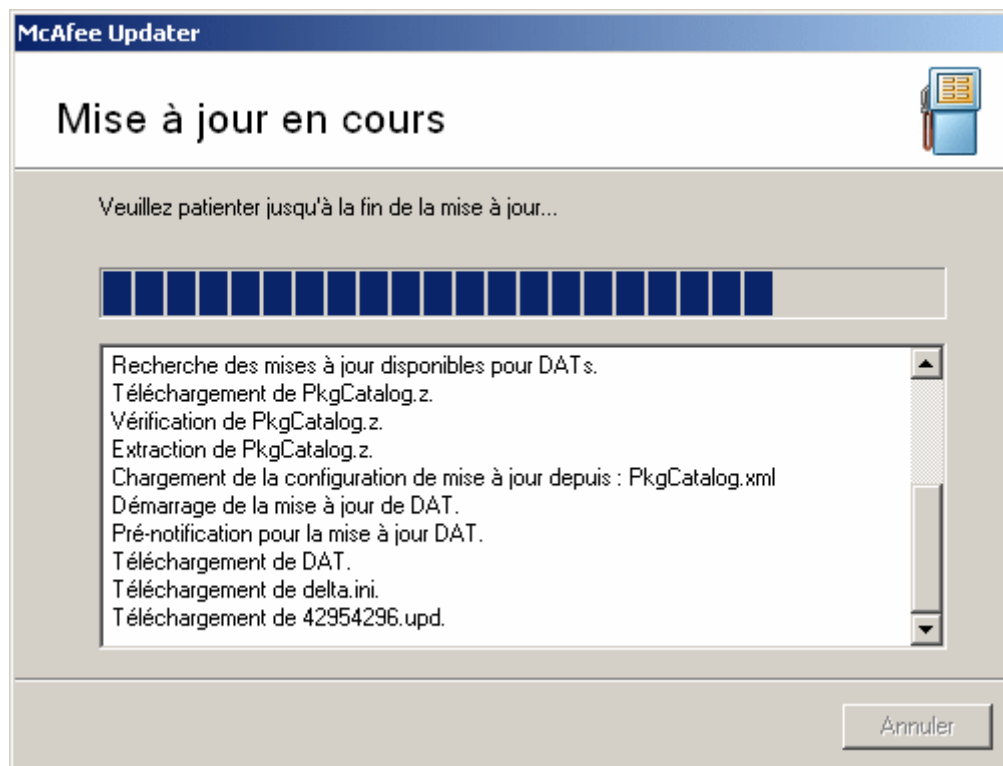 McAfee Updater
Mise à jour en cours
Veuillez patienter jusqu'à la fin de la mise à jour...
Recherche des mises à jour disponibles pour DATs.
Téléchargement de PkgCatalog.z.
Vérification de PkgCatalog.z.
Extraction de PkgCatalog.z.
Chargement de la configuration de mise à jour depuis : PkgCatalog.xml
Démarrage de la mise à jour de DAT.
Pré-notification pour la mise à jour DAT.
Téléchargement de DAT.
Téléchargement de delta.ini.
Téléchargement de 42954296.upd.
Annuler